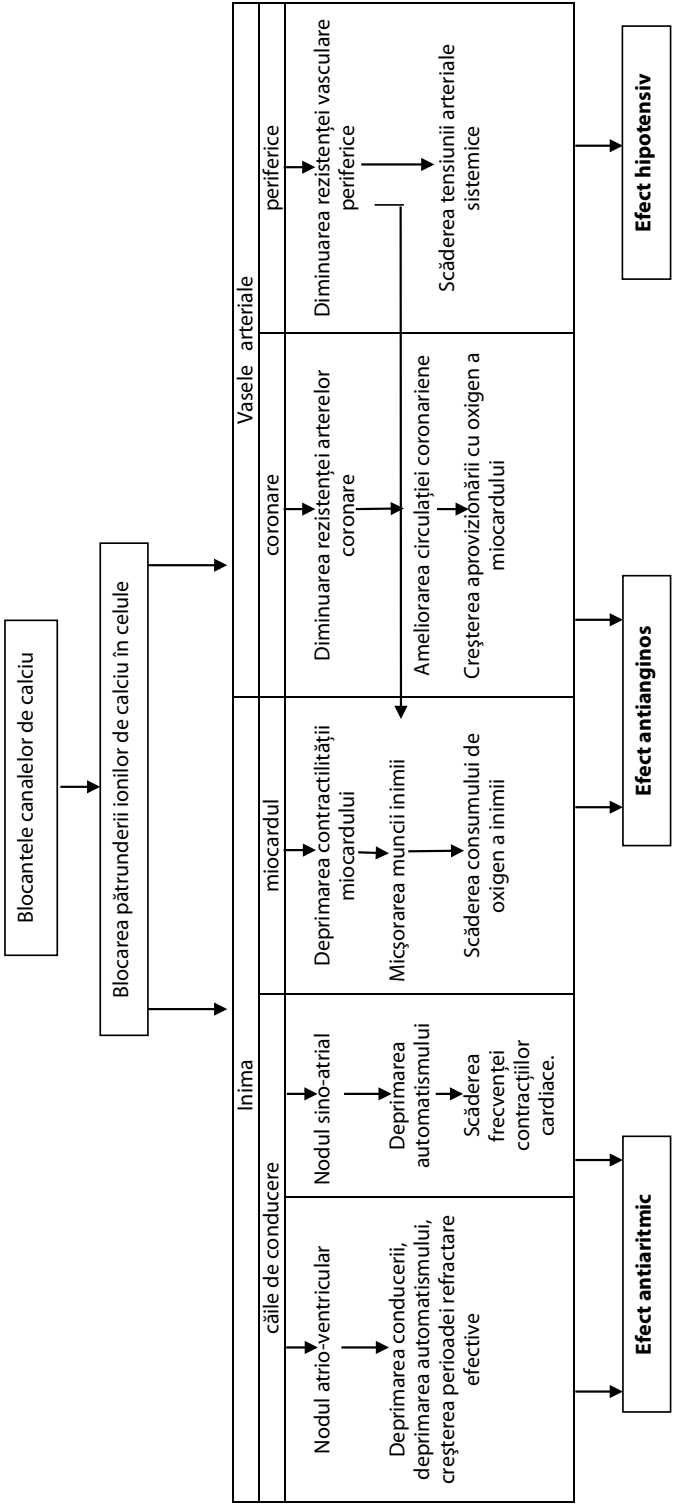 Blocantele canalelor de calciu
Blocarea pătrunderii ionilor de calciu în celule
Inima
Vasele arteriale
căile de conducere
miocardul
coronare
periferice
Nodul atrio-ventricular
Deprimarea conducerii,
deprimarea automatismului,
creşterea perioadei refractare
efective
Nodul sino-atrial
Deprimarea
automatismului
Scăderea
frecvenței
contracțiilor
cardiace.
Deprimarea contractilității
miocardului
Micşorarea muncii inimii
Scăderea consumului de
oxigen a inimii
Diminuarea rezistenţei arterelor
coronare
Ameliorarea circulaţiei coronariene
Creşterea aprovizionării cu oxigen a
miocardului
Diminuarea rezistenţei vasculare
periferice
Scăderea tensiunii arteriale
sistemice
Efect antiaritmic
Efect antianginos
Efect hipotensiv